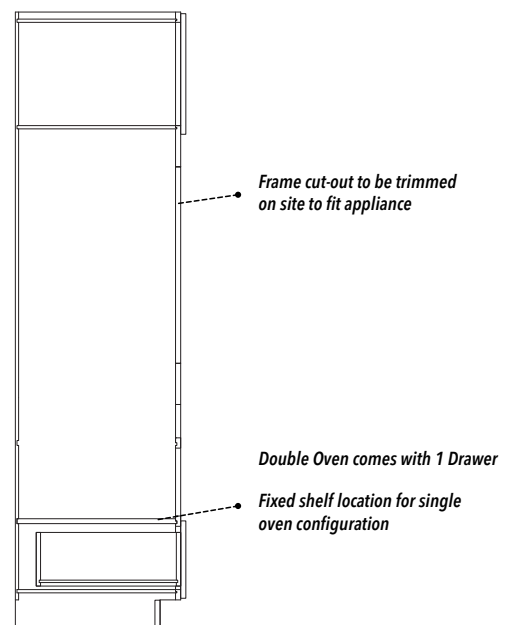 Frame cut-out to be trimmed
on site to fit appliance
Double Oven comes with 1 Drawer
Fixed shelf location for single
oven configuration